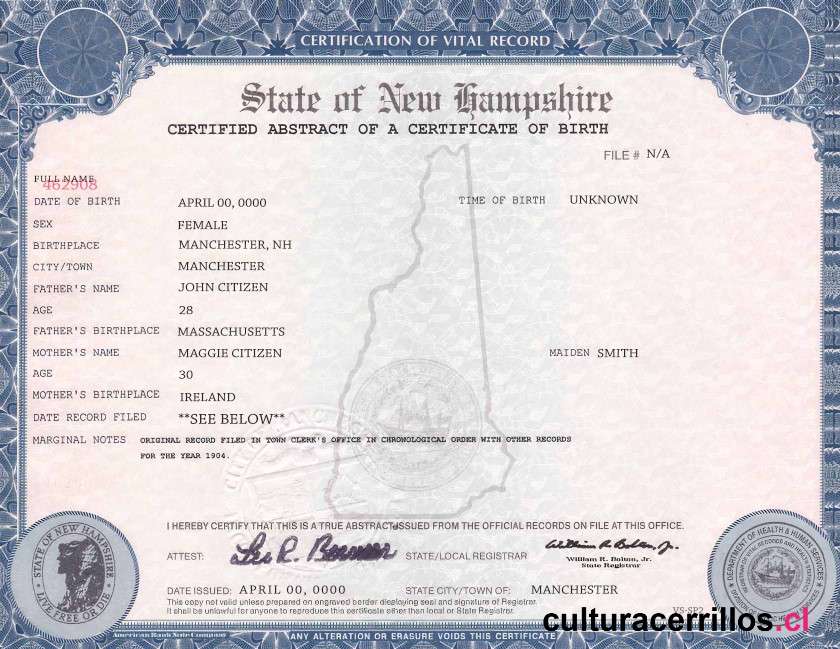 CERTIFICATION OF VITAL RECORD
State of New Hampshire
CERTIFIED ABSTRACT OF A CERTIFICATE OF BIRTH
FILE # N/A
FULL NAME
462908
DATE OF BIRTH APRIL 00, 0000 TIME OF BIRTH UNKNOWN
SEX FEMALE
BIRTHPLACE MANCHESTER, NH
CITY/TOWN MANCHESTER
FATHER'S NAME JOHN CITIZEN
AGE 28
FATHER'S BIRTHPLACE MASSACHUSETTS
MOTHER'S NAME MAGGIE CITIZEN MAIDEN SMITH
AGE 30
MOTHER'S BIRTHPLACE IRELAND
DATE RECORD FILED **SEE BELOW**
MARGINAL NOTES ORIGINAL RECORD FILED IN TOWN CLERK'S OFFICE IN CHRONOLOGICAL ORDER WITH OTHER RECORDS
FOR THE YEAR 1904.
I HEREBY CERTIFY THAT THIS IS A TRUE ABSTRACT ISSUED FROM THE OFFICIAL RECORDS ON FILE AT THIS OFFICE.
ATTEST: STATE/LOCAL REGISTRAR
William R. Bolton, Jr.
State Registrar
DATE ISSUED: APRIL 00, 0000 STATE CITY/TOWN OF: MANCHESTER
This copy not valid unless prepared on engraved border displaying seal and signature of Registrar.
It shall be unlawful for anyone to reproduce this certificate other than local or State Registrar.
VS-SP2
STATE OF NEW HAMPSHIRE
LIVE FREE OR DIE
DEPARTMENT OF HEALTH & HUMAN SERVICES
culturacerrillos.cl
American Bank Note Company
ANY ALTERATION OR ERASURE VOIDS THIS CERTIFICATE